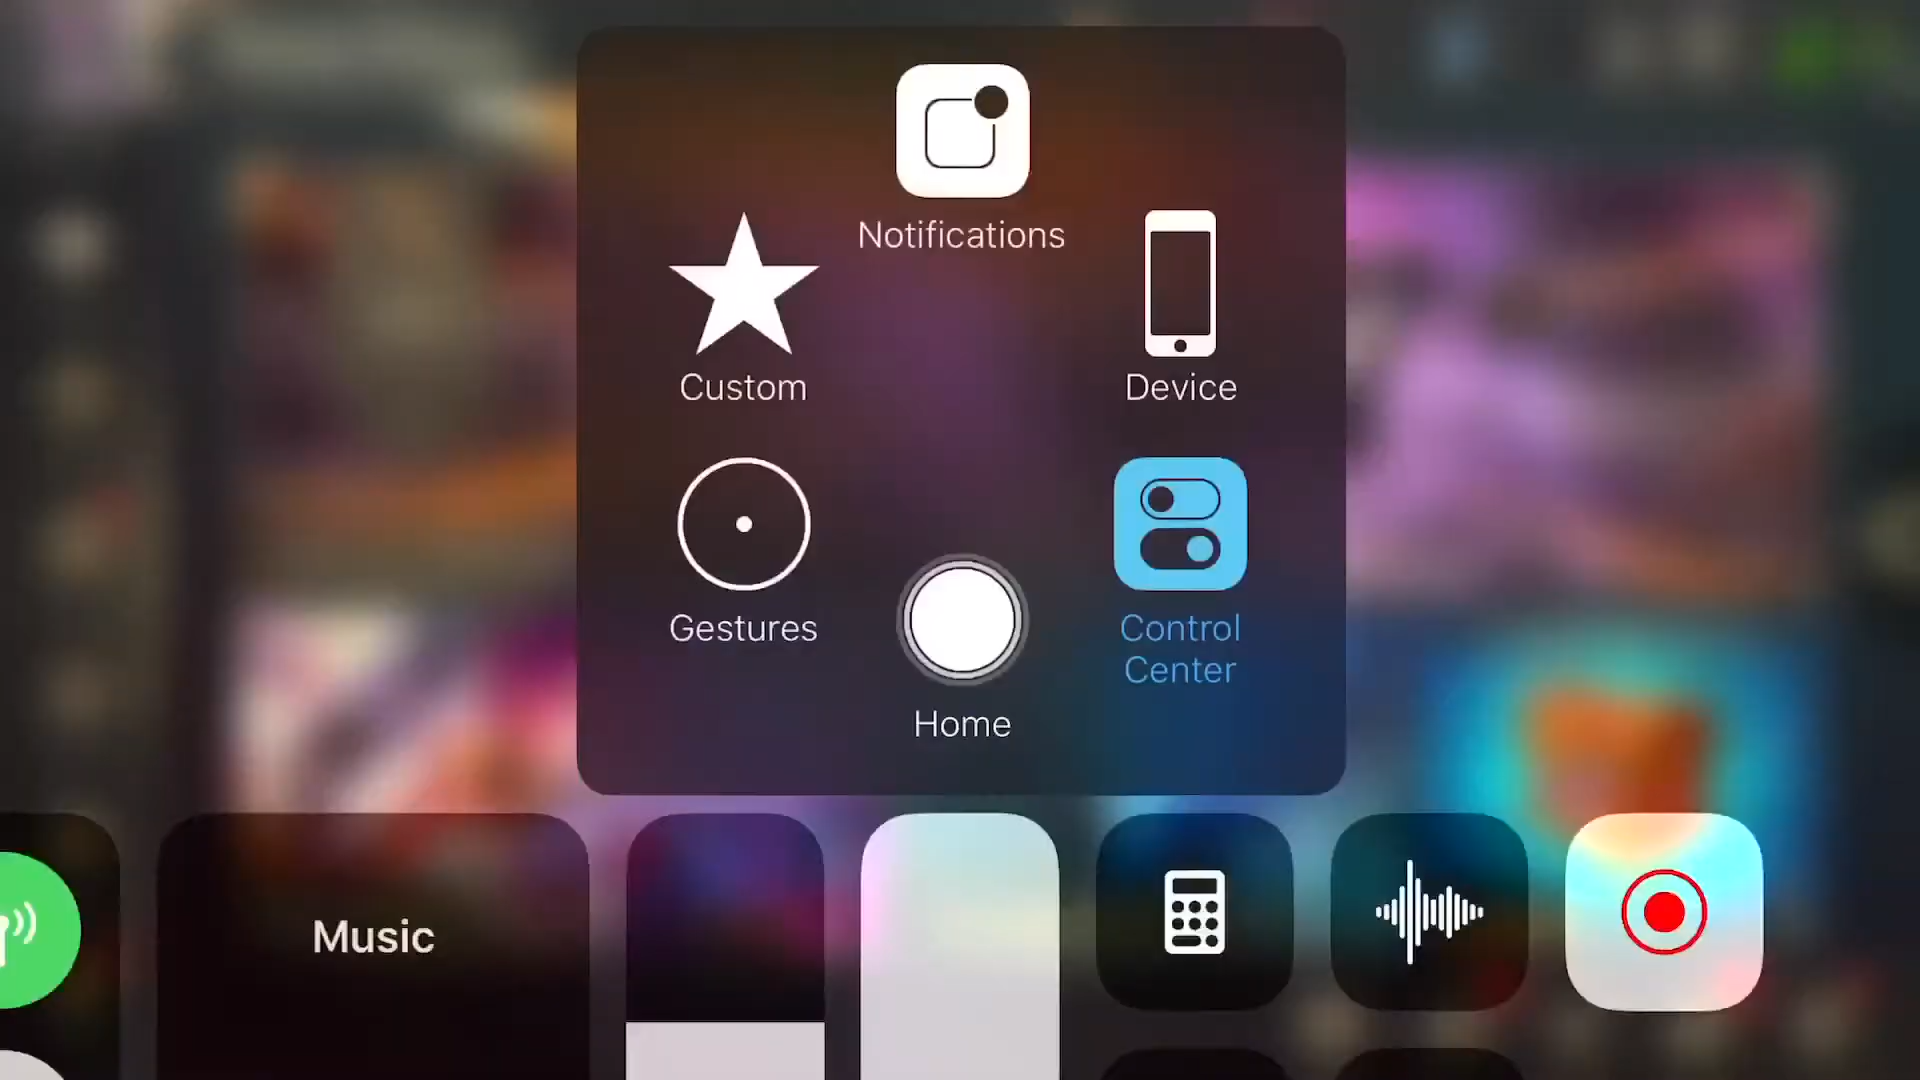 Notifications
Custom
Device
Gestures
Control
Center
Home
Music